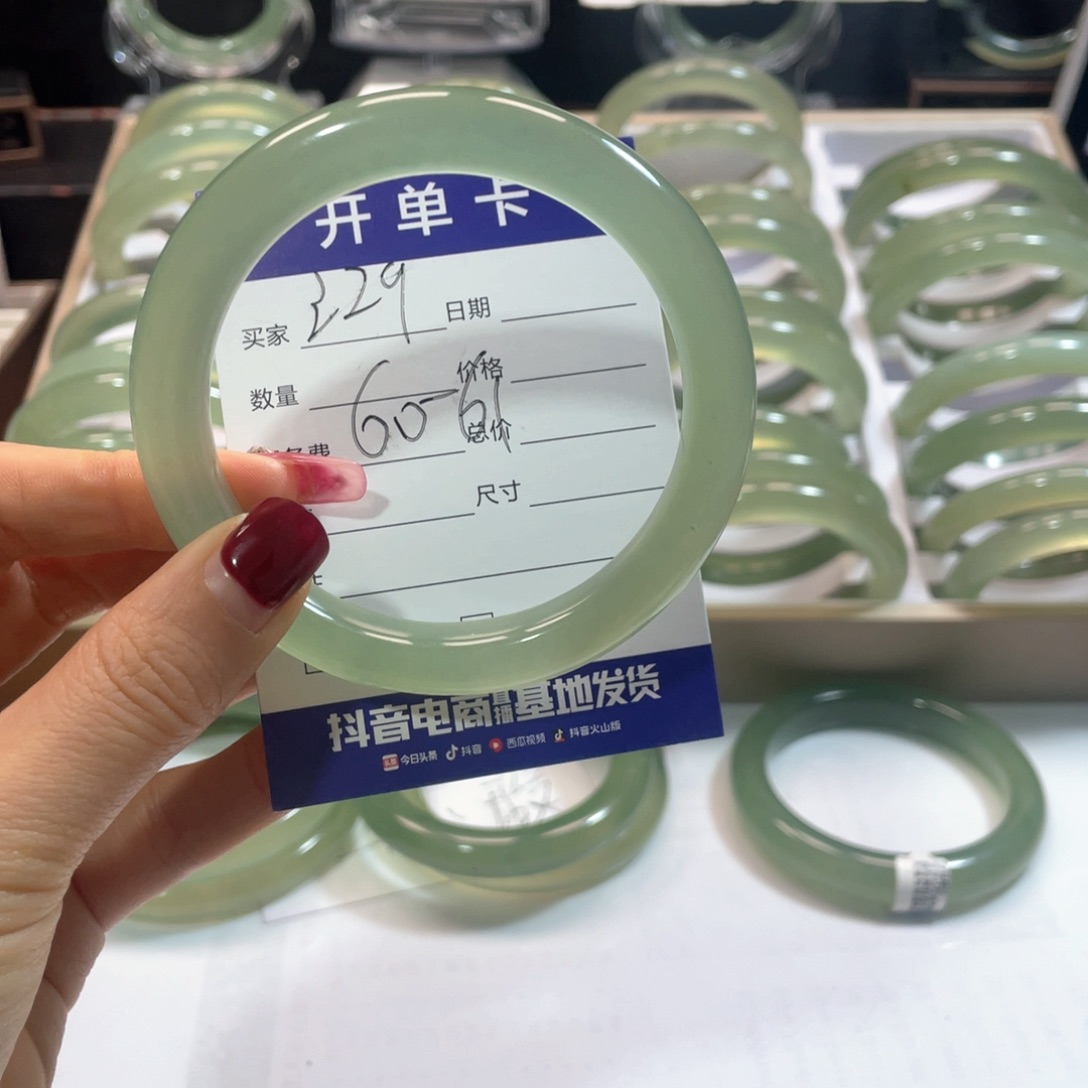 开单卡
买家 229 日期
数量 价格
60-61
费 总价
尺寸
抖音电商直播基地发货
今日头条 抖音 西瓜视频 抖音火山版